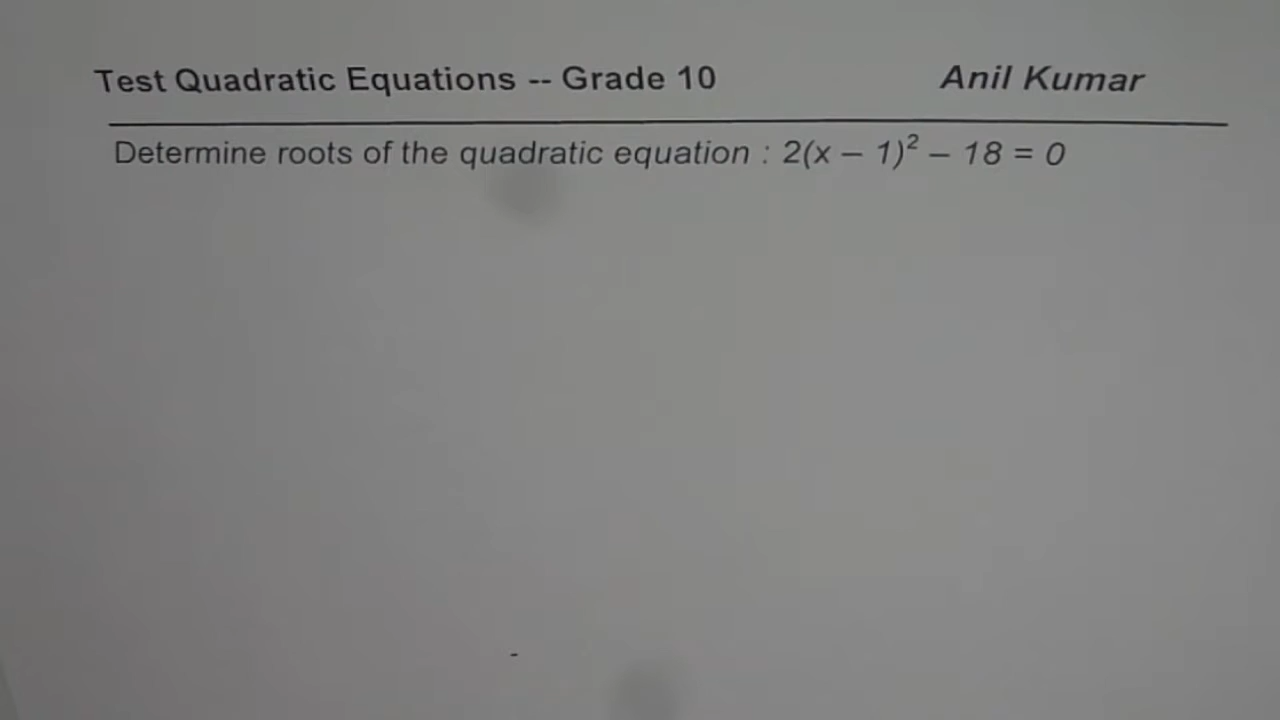 Test Quadratic Equations -- Grade 10 Anil Kumar
Determine roots of the quadratic equation : 2(x – 1)² – 18 = 0